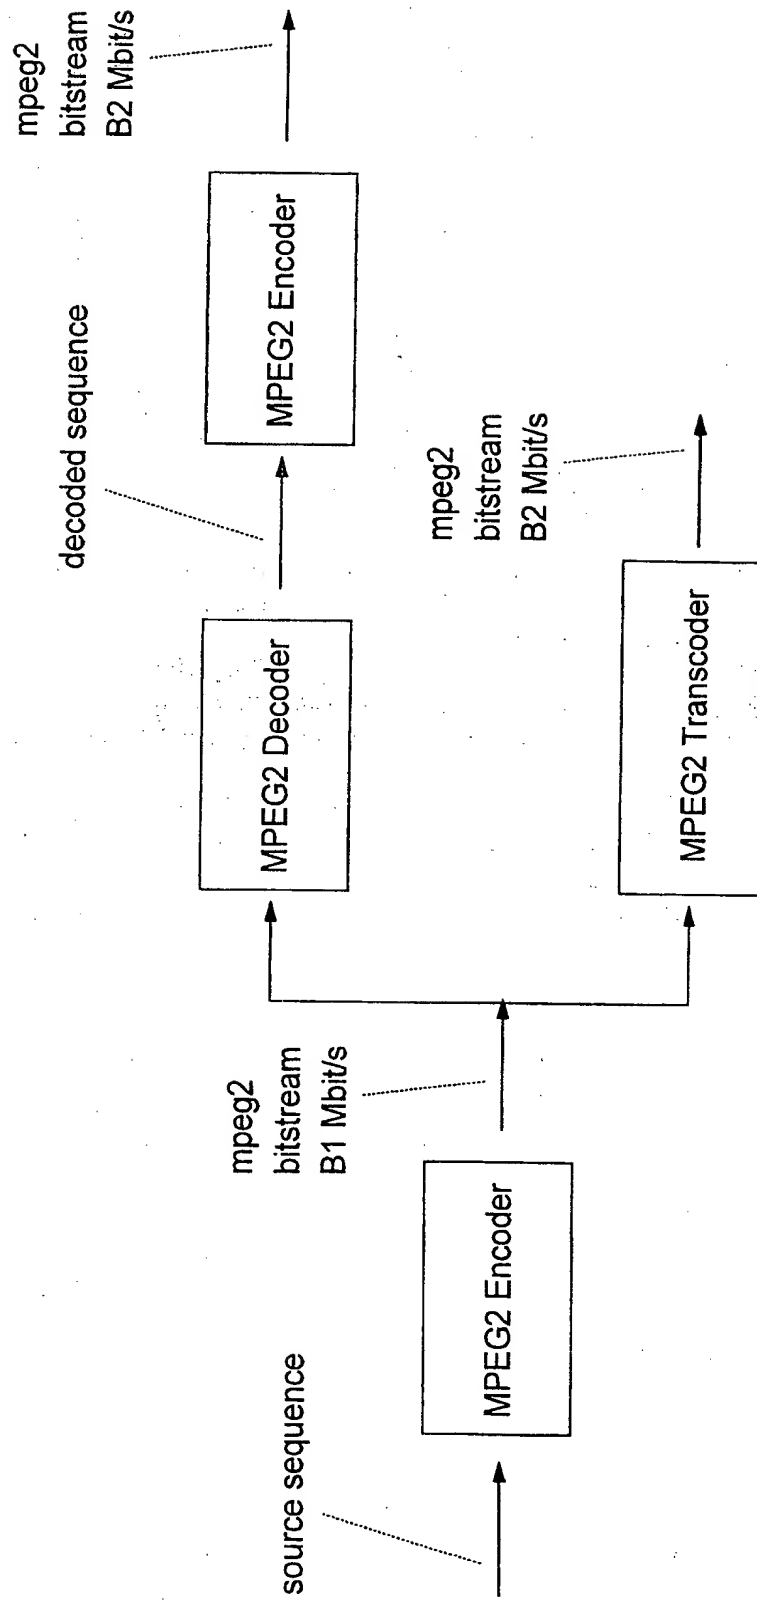 source sequence
MPEG2 Encoder
mpeg2
bitstream
B1 Mbit/s
MPEG2 Decoder
decoded sequence
MPEG2 Encoder
mpeg2
bitstream
B2 Mbit/s
MPEG2 Transcoder
mpeg2
bitstream
B2 Mbit/s